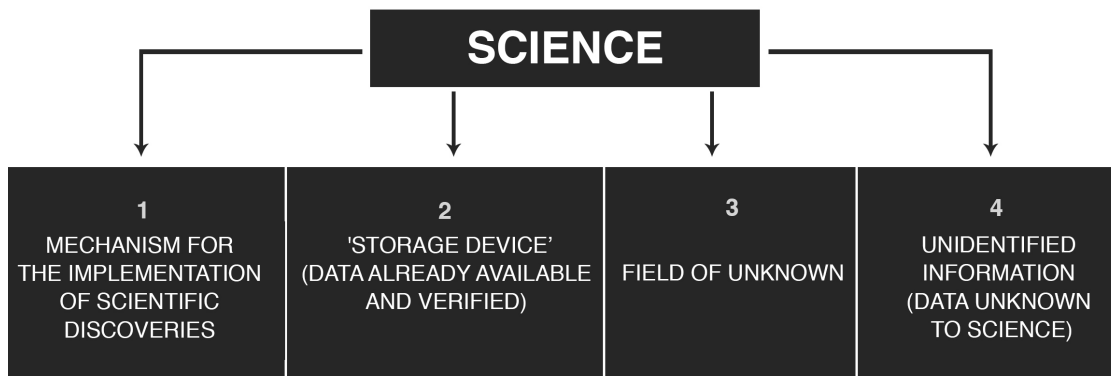 SCIENCE
1
MECHANISM FOR
THE IMPLEMENTATION
OF SCIENTIFIC
DISCOVERIES
2
'STORAGE DEVICE’
(DATA ALREADY AVAILABLE
AND VERIFIED)
3
FIELD OF UNKNOWN
4
UNIDENTIFIED
INFORMATION
(DATA UNKNOWN
TO SCIENCE)